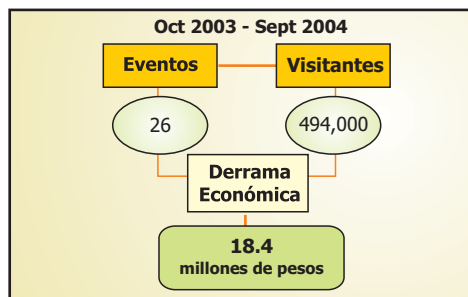 Oct 2003 - Sept 2004
Eventos
Visitantes
26
494,000
Derrama
Económica
18.4
millones de pesos